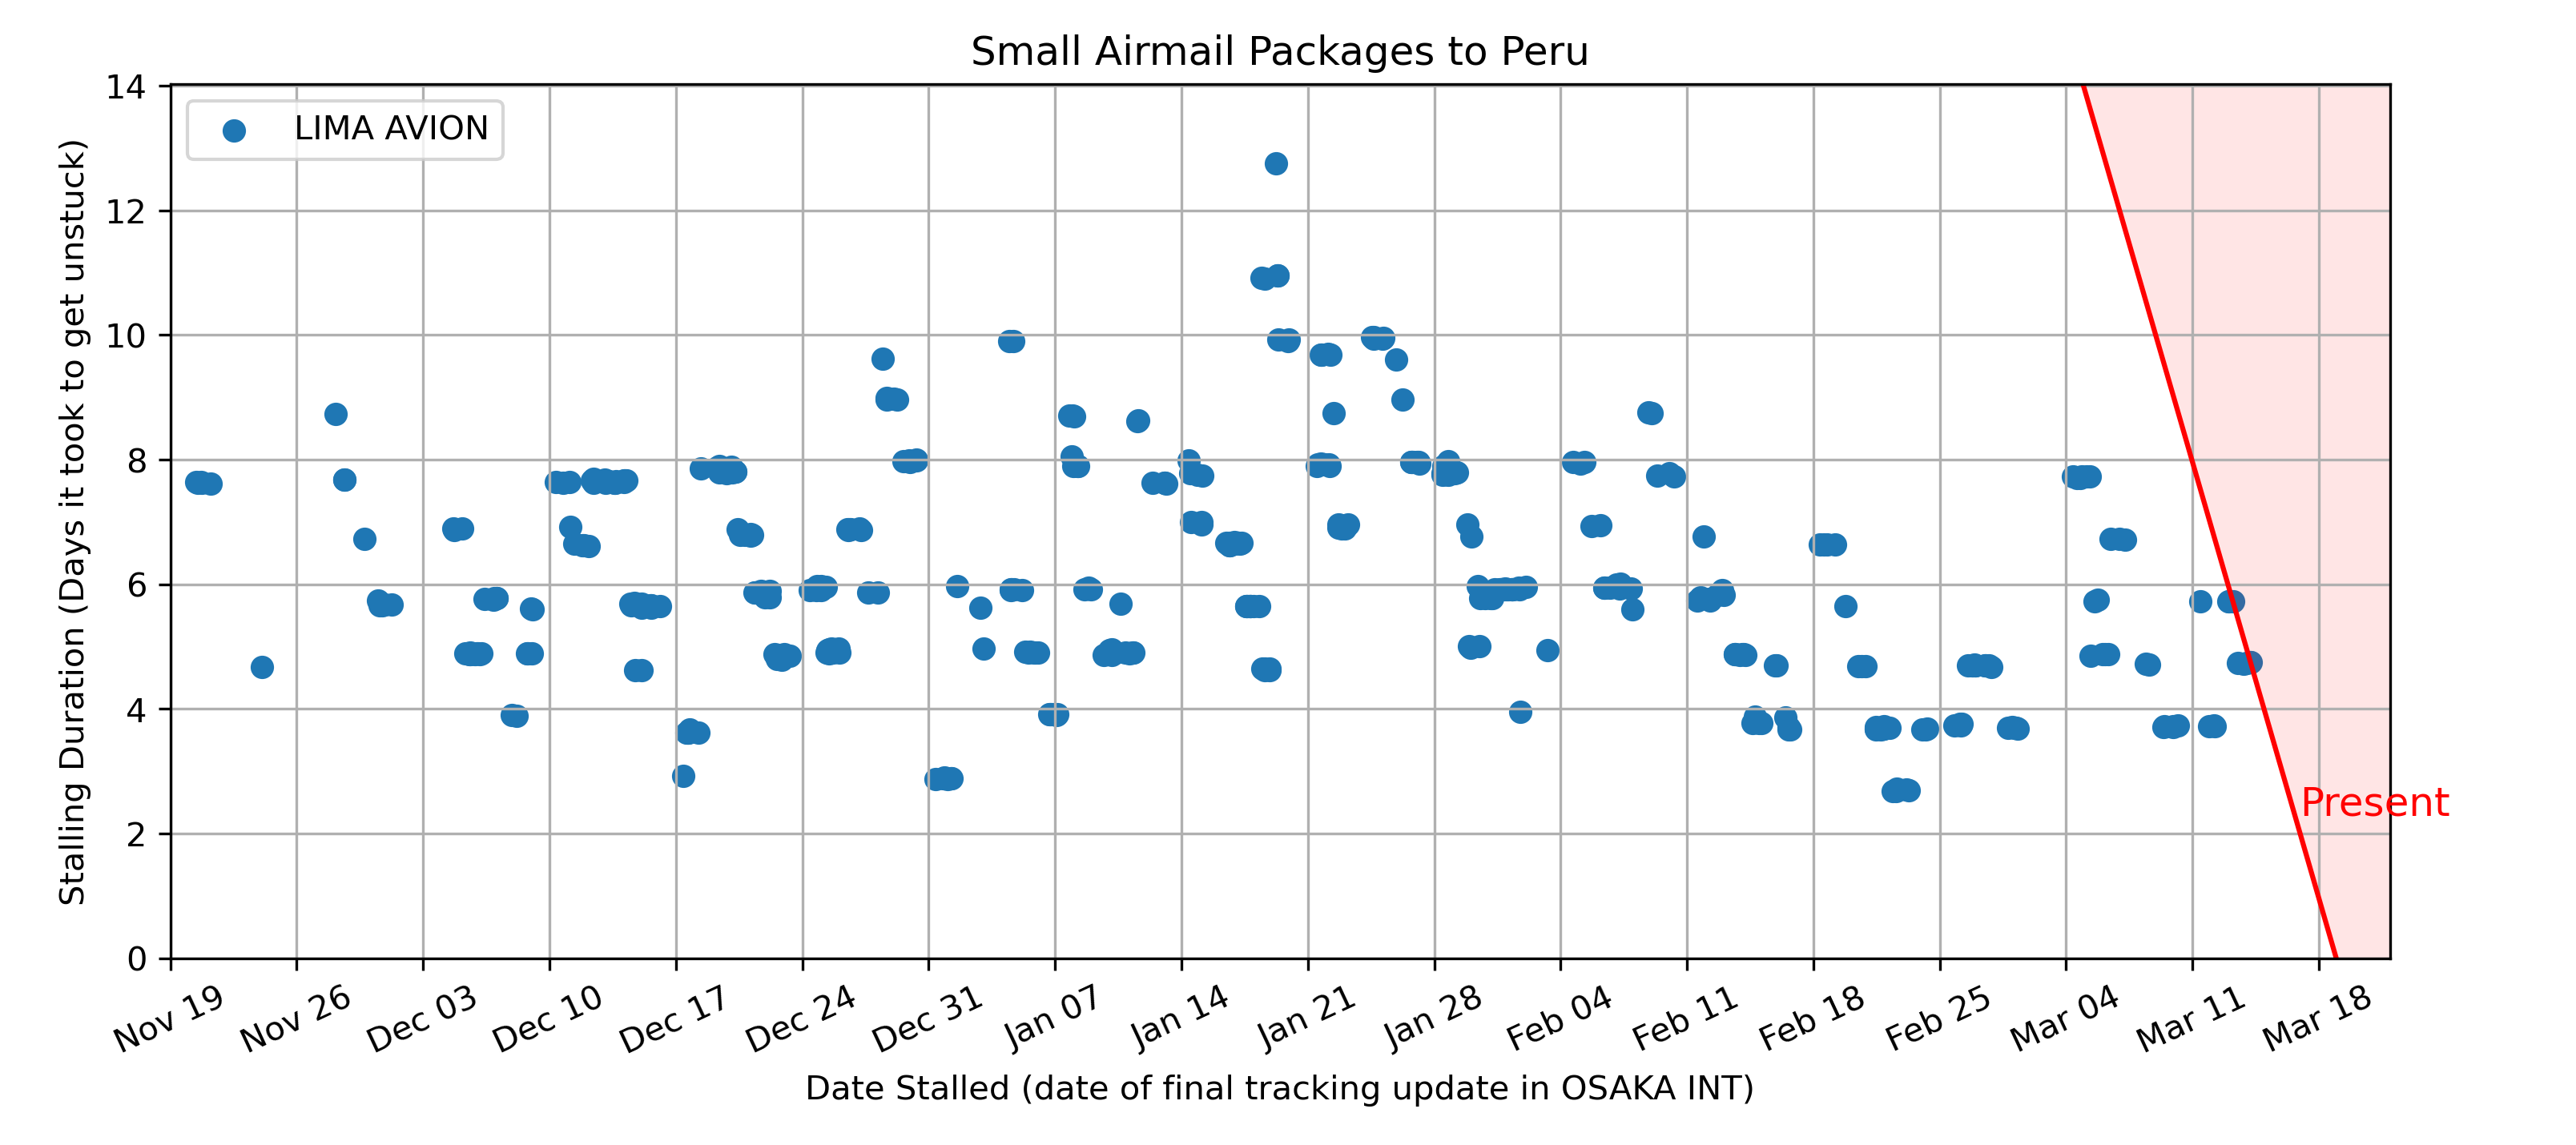 Small Airmail Packages to Peru
LIMA AVION
Stalling Duration (Days it took to get unstuck)
14
12
10
8
6
4
2
0
Present
Nov 19
Nov 26
Dec 03
Dec 10
Dec 17
Dec 24
Dec 31
Jan 07
Jan 14
Jan 21
Jan 28
Feb 04
Feb 11
Feb 18
Feb 25
Mar 04
Mar 11
Mar 18
Date Stalled (date of final tracking update in OSAKA INT)